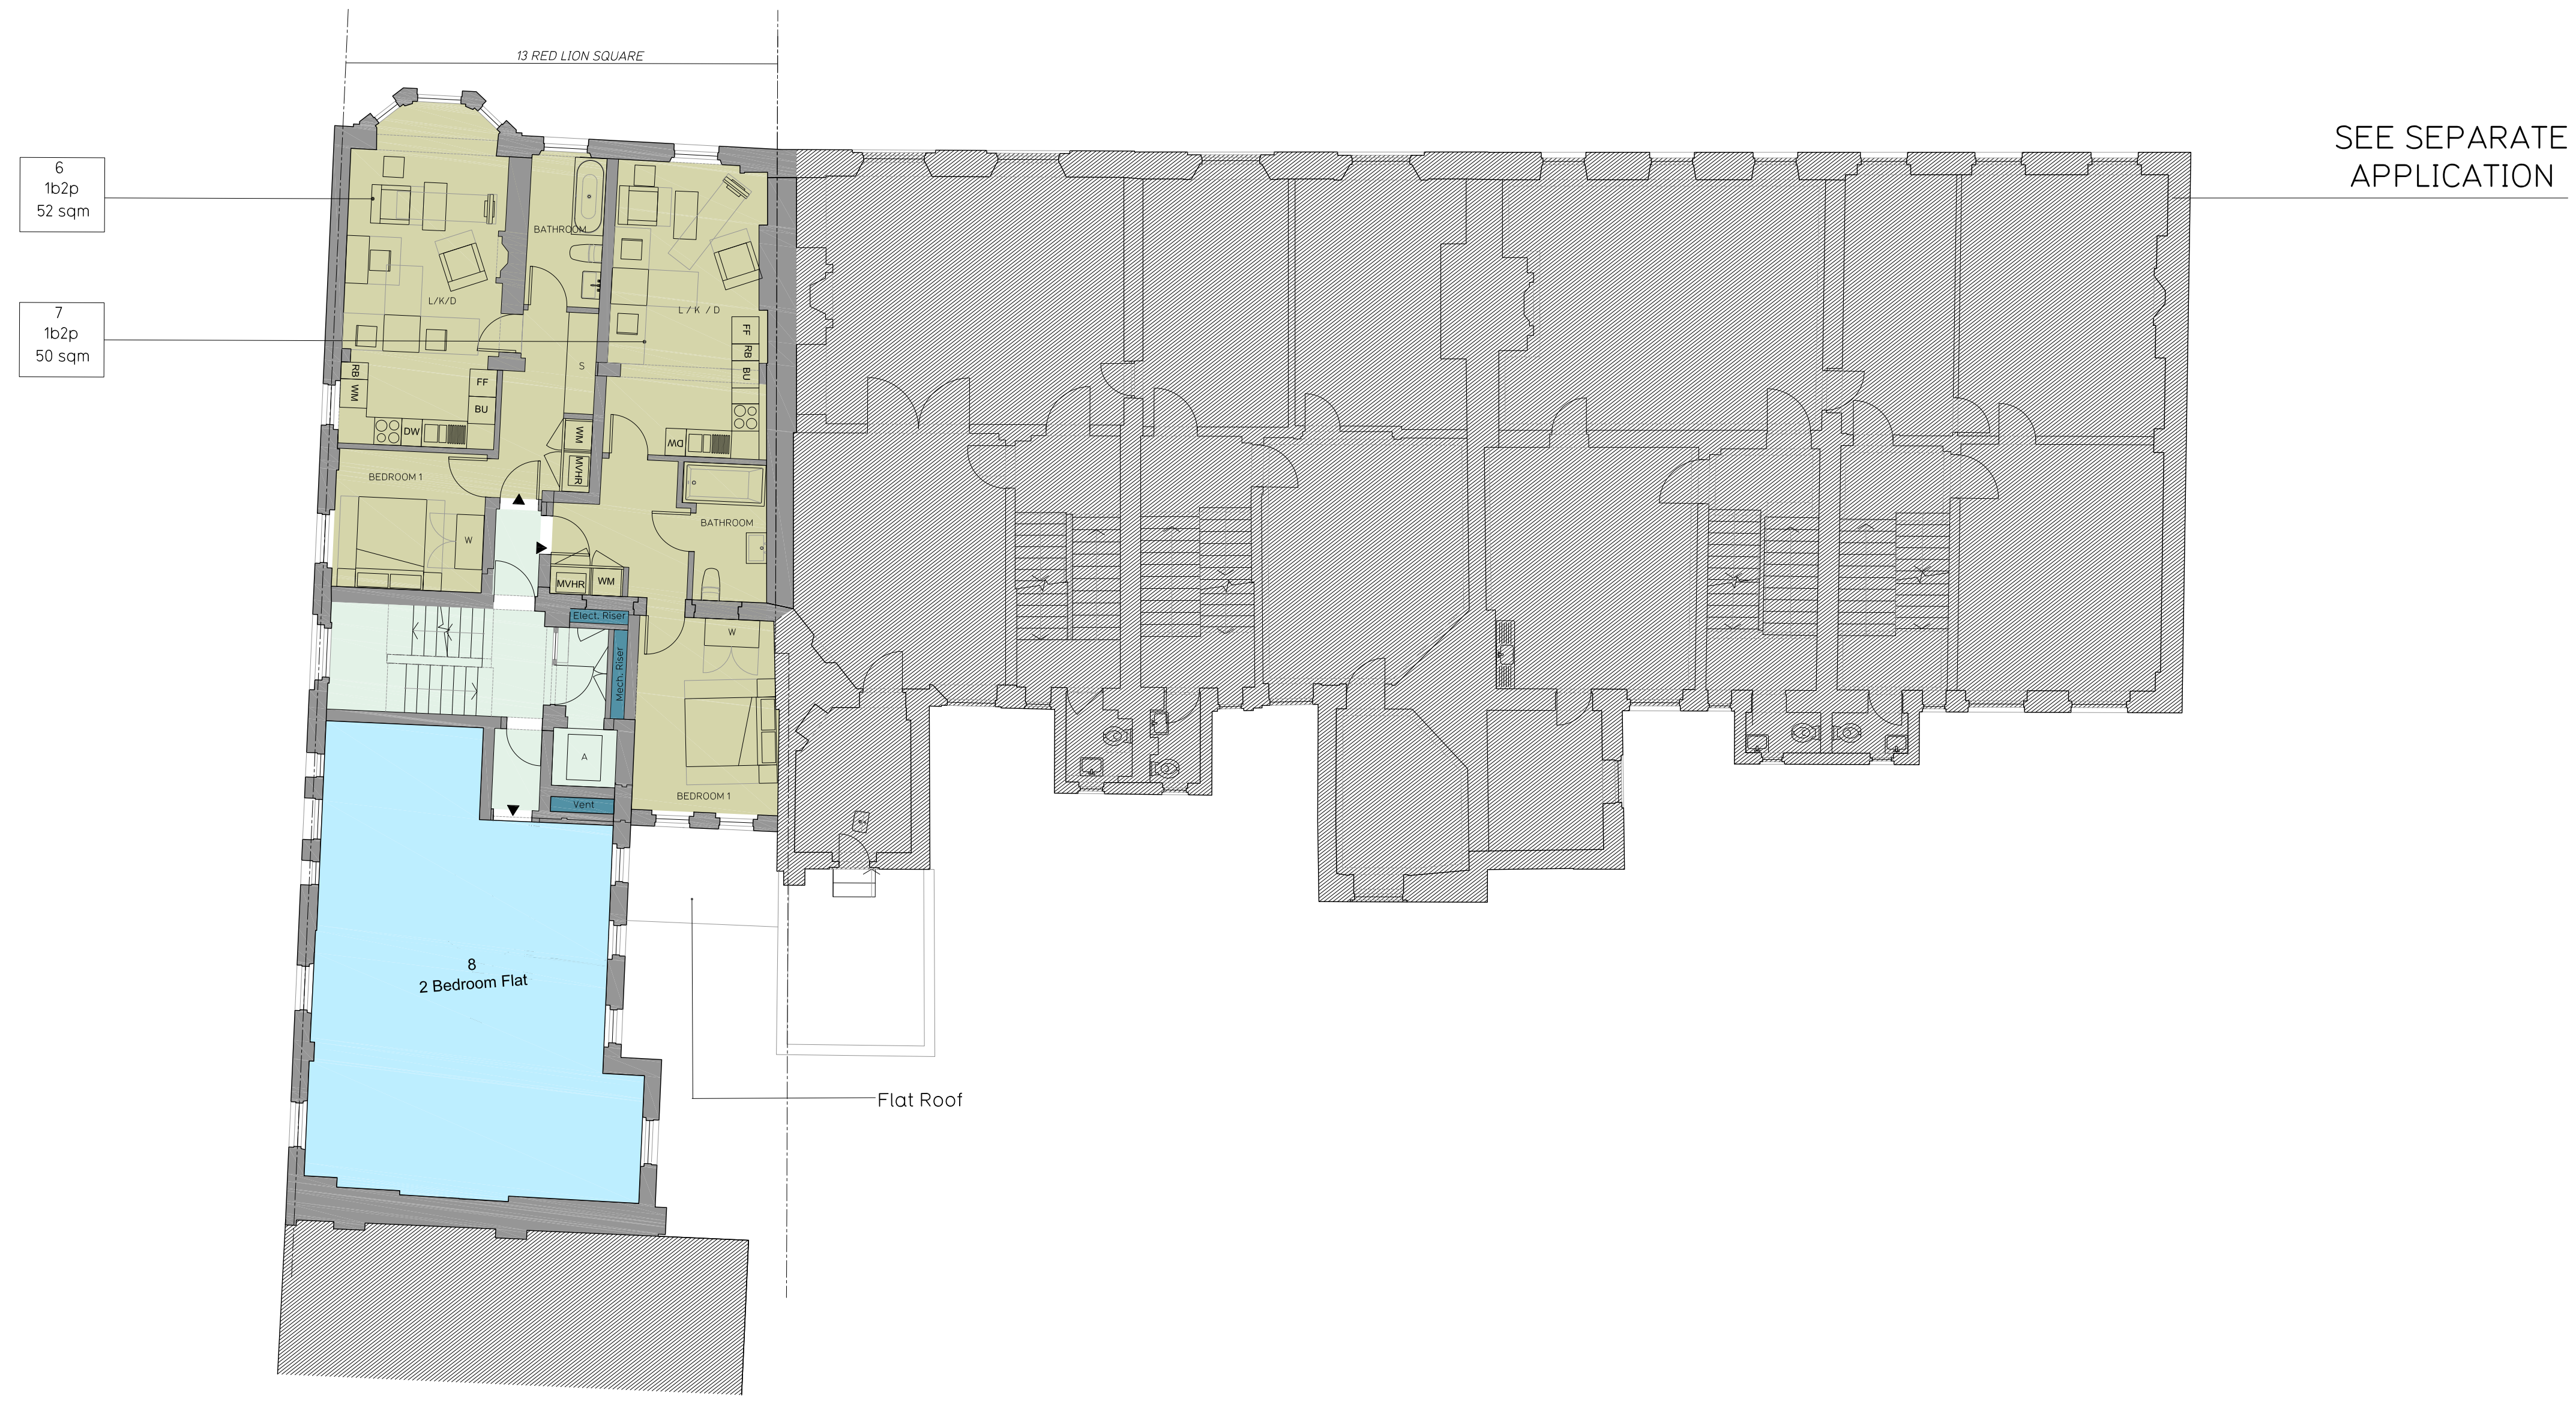 13 RED LION SQUARE
SEE SEPARATE
APPLICATION
6
1b2p
52 sqm
7
1b2p
50 sqm
BATHROOM
L/K/D
L / K / D
FF
RB
BU
S
RB
WM
FF
BU
DW
WM
DW
MVHR
BEDROOM 1
W
BATHROOM
MVHR
WM
Elect. Riser
Mech. Riser
W
A
BEDROOM 1
Vent
8
2 Bedroom Flat
Flat Roof